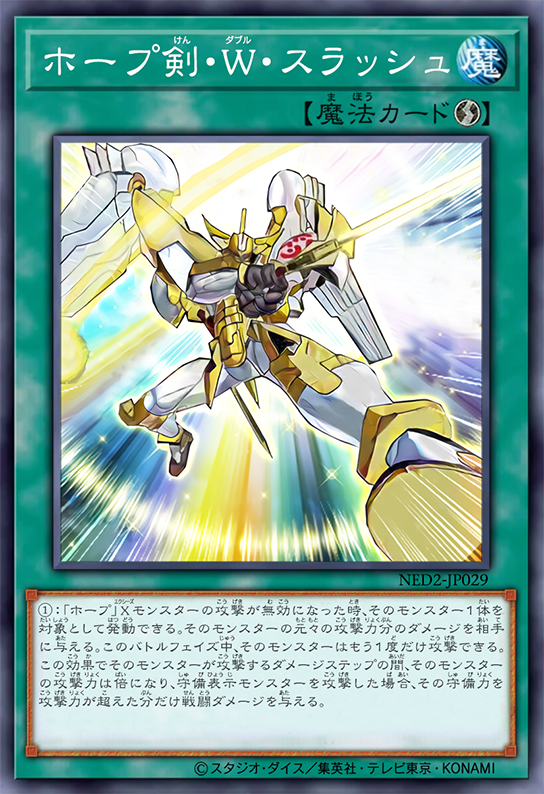 ホープ剣・W・スラッシュ
魔
【魔法カード】
NED2-JP029
①:「ホープ」Xモンスターの攻撃が無効になった時、そのモンスター1体を
対象として発動できる。そのモンスターの元々の攻撃力分のダメージを相手
に与える。このバトルフェイズ中、そのモンスターはもう1度だけ攻撃できる。
この効果でそのモンスターが攻撃するダメージステップの間、そのモンスター
の攻撃力は倍になり、守備表示モンスターを攻撃した場合、その守備力を
攻撃力が超えた分だけ戦闘ダメージを与える。
©スタジオ・ダイス/集英社・テレビ東京・KONAMI